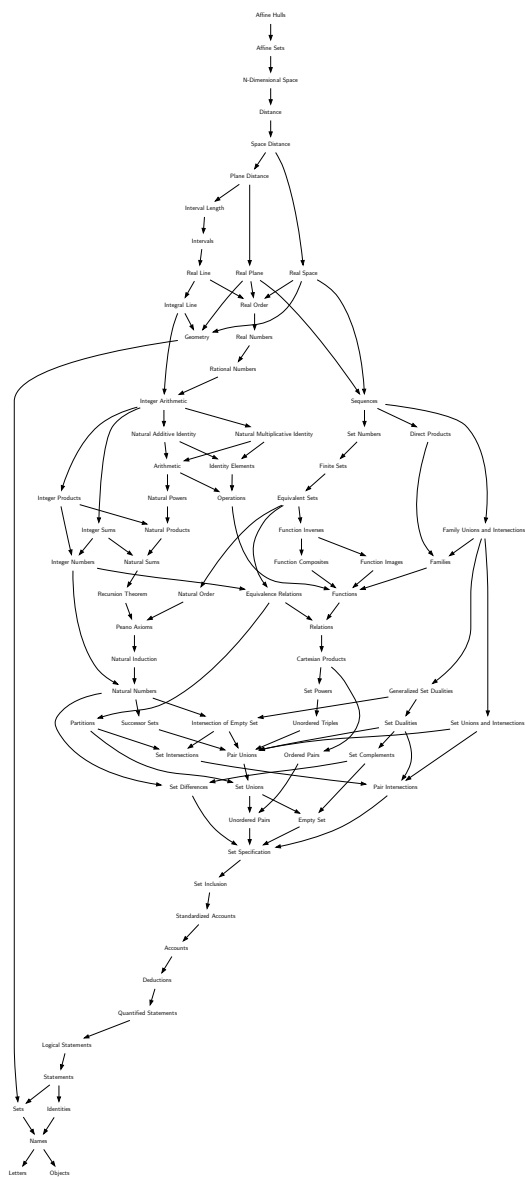 Affine Hulls
Affine Sets
N-Dimensional Space
Distance
Space Distance
Plane Distance
Interval Length
Intervals
Real Line Real Plane Real Space
Integral Line Real Order
Geometry Real Numbers
Rational Numbers
Integer Arithmetic Sequences
Natural Additive Identity Natural Multiplicative Identity Set Numbers Direct Products
Arithmetic Identity Elements Finite Sets
Integer Products Natural Powers Operations Equivalent Sets
Integer Sums Natural Products Function Inverses Family Unions and Intersections
Integer Numbers Natural Sums Function Composites Function Images Families
Recursion Theorem Natural Order Equivalence Relations Functions
Peano Axioms Relations
Natural Induction Cartesian Products
Natural Numbers Set Powers Generalized Set Dualities
Partitions Successor Sets Intersection of Empty Set Unordered Triples Set Dualities Set Unions and Intersections
Set Intersections Pair Unions Ordered Pairs Set Complements
Set Differences Set Unions Pair Intersections
Unordered Pairs Empty Set
Set Specification
Set Inclusion
Standardized Accounts
Accounts
Deductions
Quantified Statements
Logical Statements
Statements
Sets Identities
Names
Letters Objects